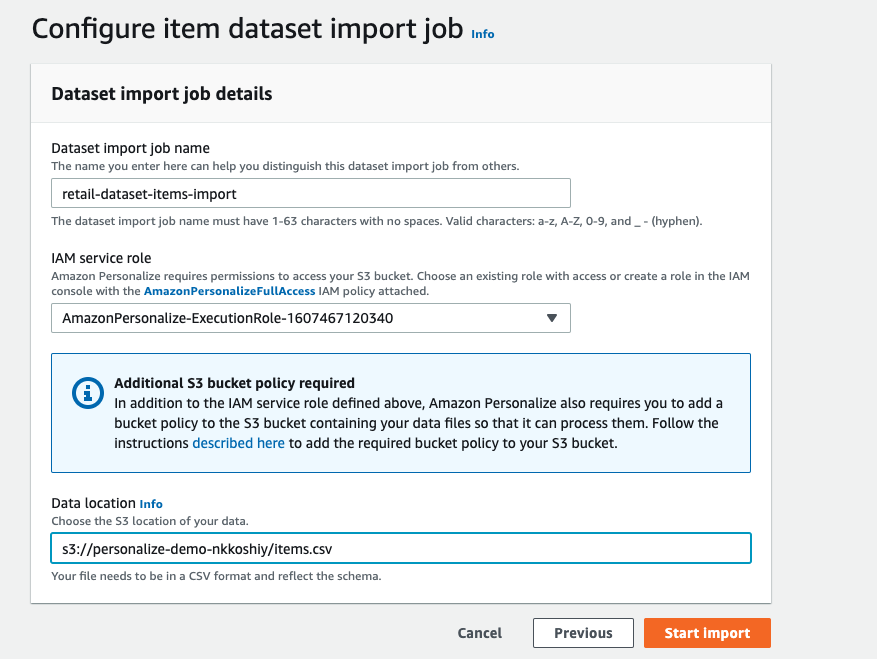 Configure item dataset import job Info
Dataset import job details
Dataset import job name
The name you enter here can help you distinguish this dataset import job from others.
retail-dataset-items-import
The dataset import job name must have 1-63 characters with no spaces. Valid characters: a-z, A-Z, 0-9, and _ - (hyphen).
IAM service role
Amazon Personalize requires permissions to access your S3 bucket. Choose an existing role with access or create a role in the IAM
console with the AmazonPersonalizeFullAccess IAM policy attached.
AmazonPersonalize-ExecutionRole-1607467120340
Additional S3 bucket policy required
In addition to the IAM service role defined above, Amazon Personalize also requires you to add a
bucket policy to the S3 bucket containing your data files so that it can process them. Follow the
instructions described here to add the required bucket policy to your S3 bucket.
Data location Info
Choose the S3 location of your data.
s3://personalize-demo-nkkoshiy/items.csv
Your file needs to be in a CSV format and reflect the schema.
Cancel Previous Start import